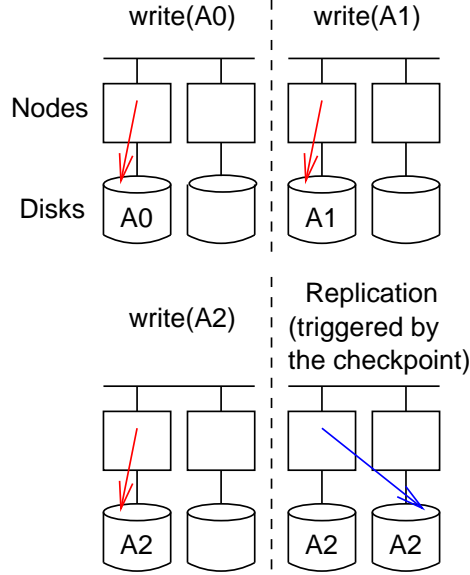 write(A0)
write(A1)
Nodes
Disks
A0
A1
write(A2)
Replication
(triggered by
the checkpoint)
A2
A2
A2